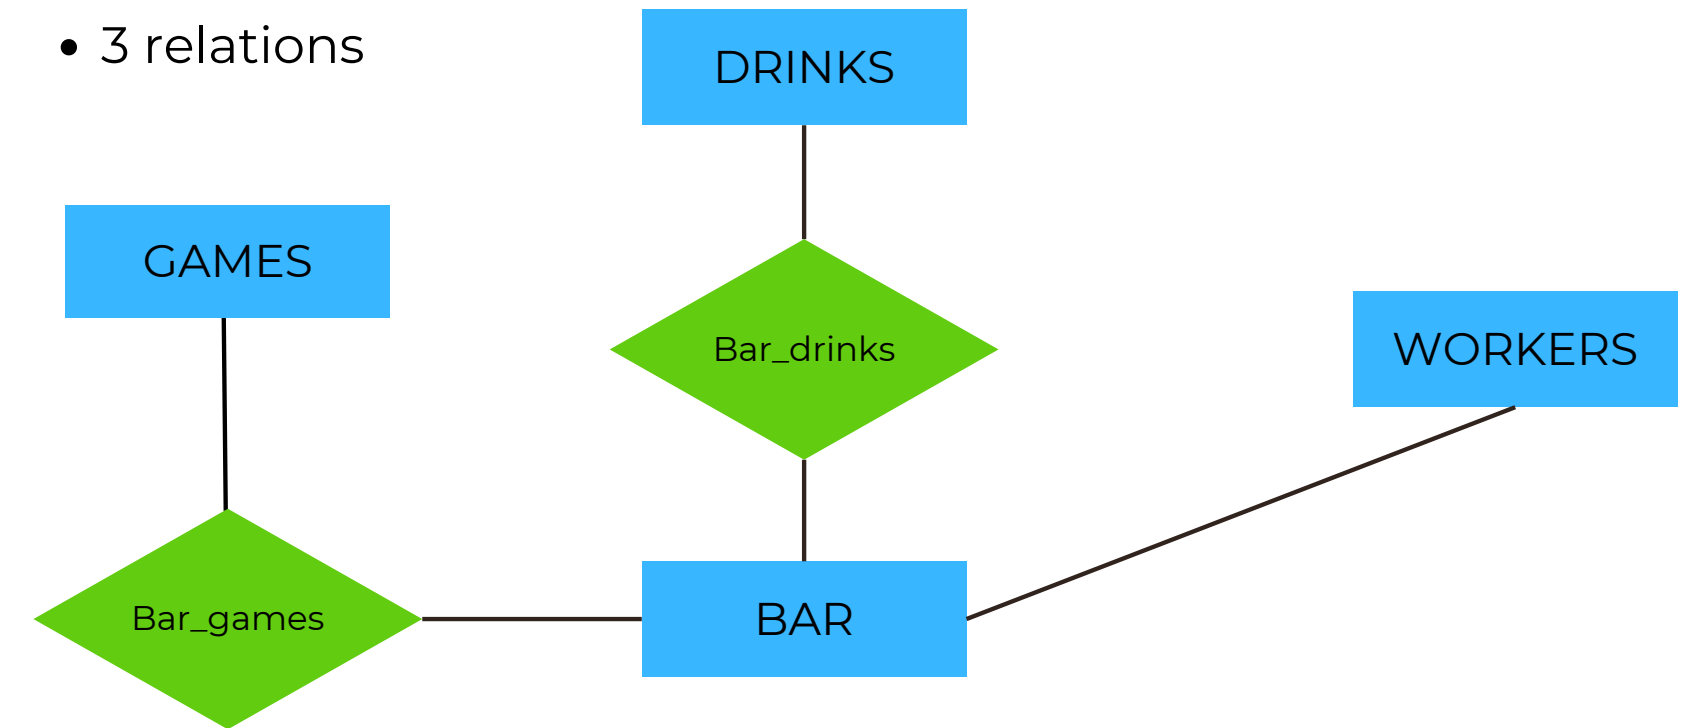 • 3 relations
DRINKS
GAMES
Bar_drinks
WORKERS
Bar_games
BAR